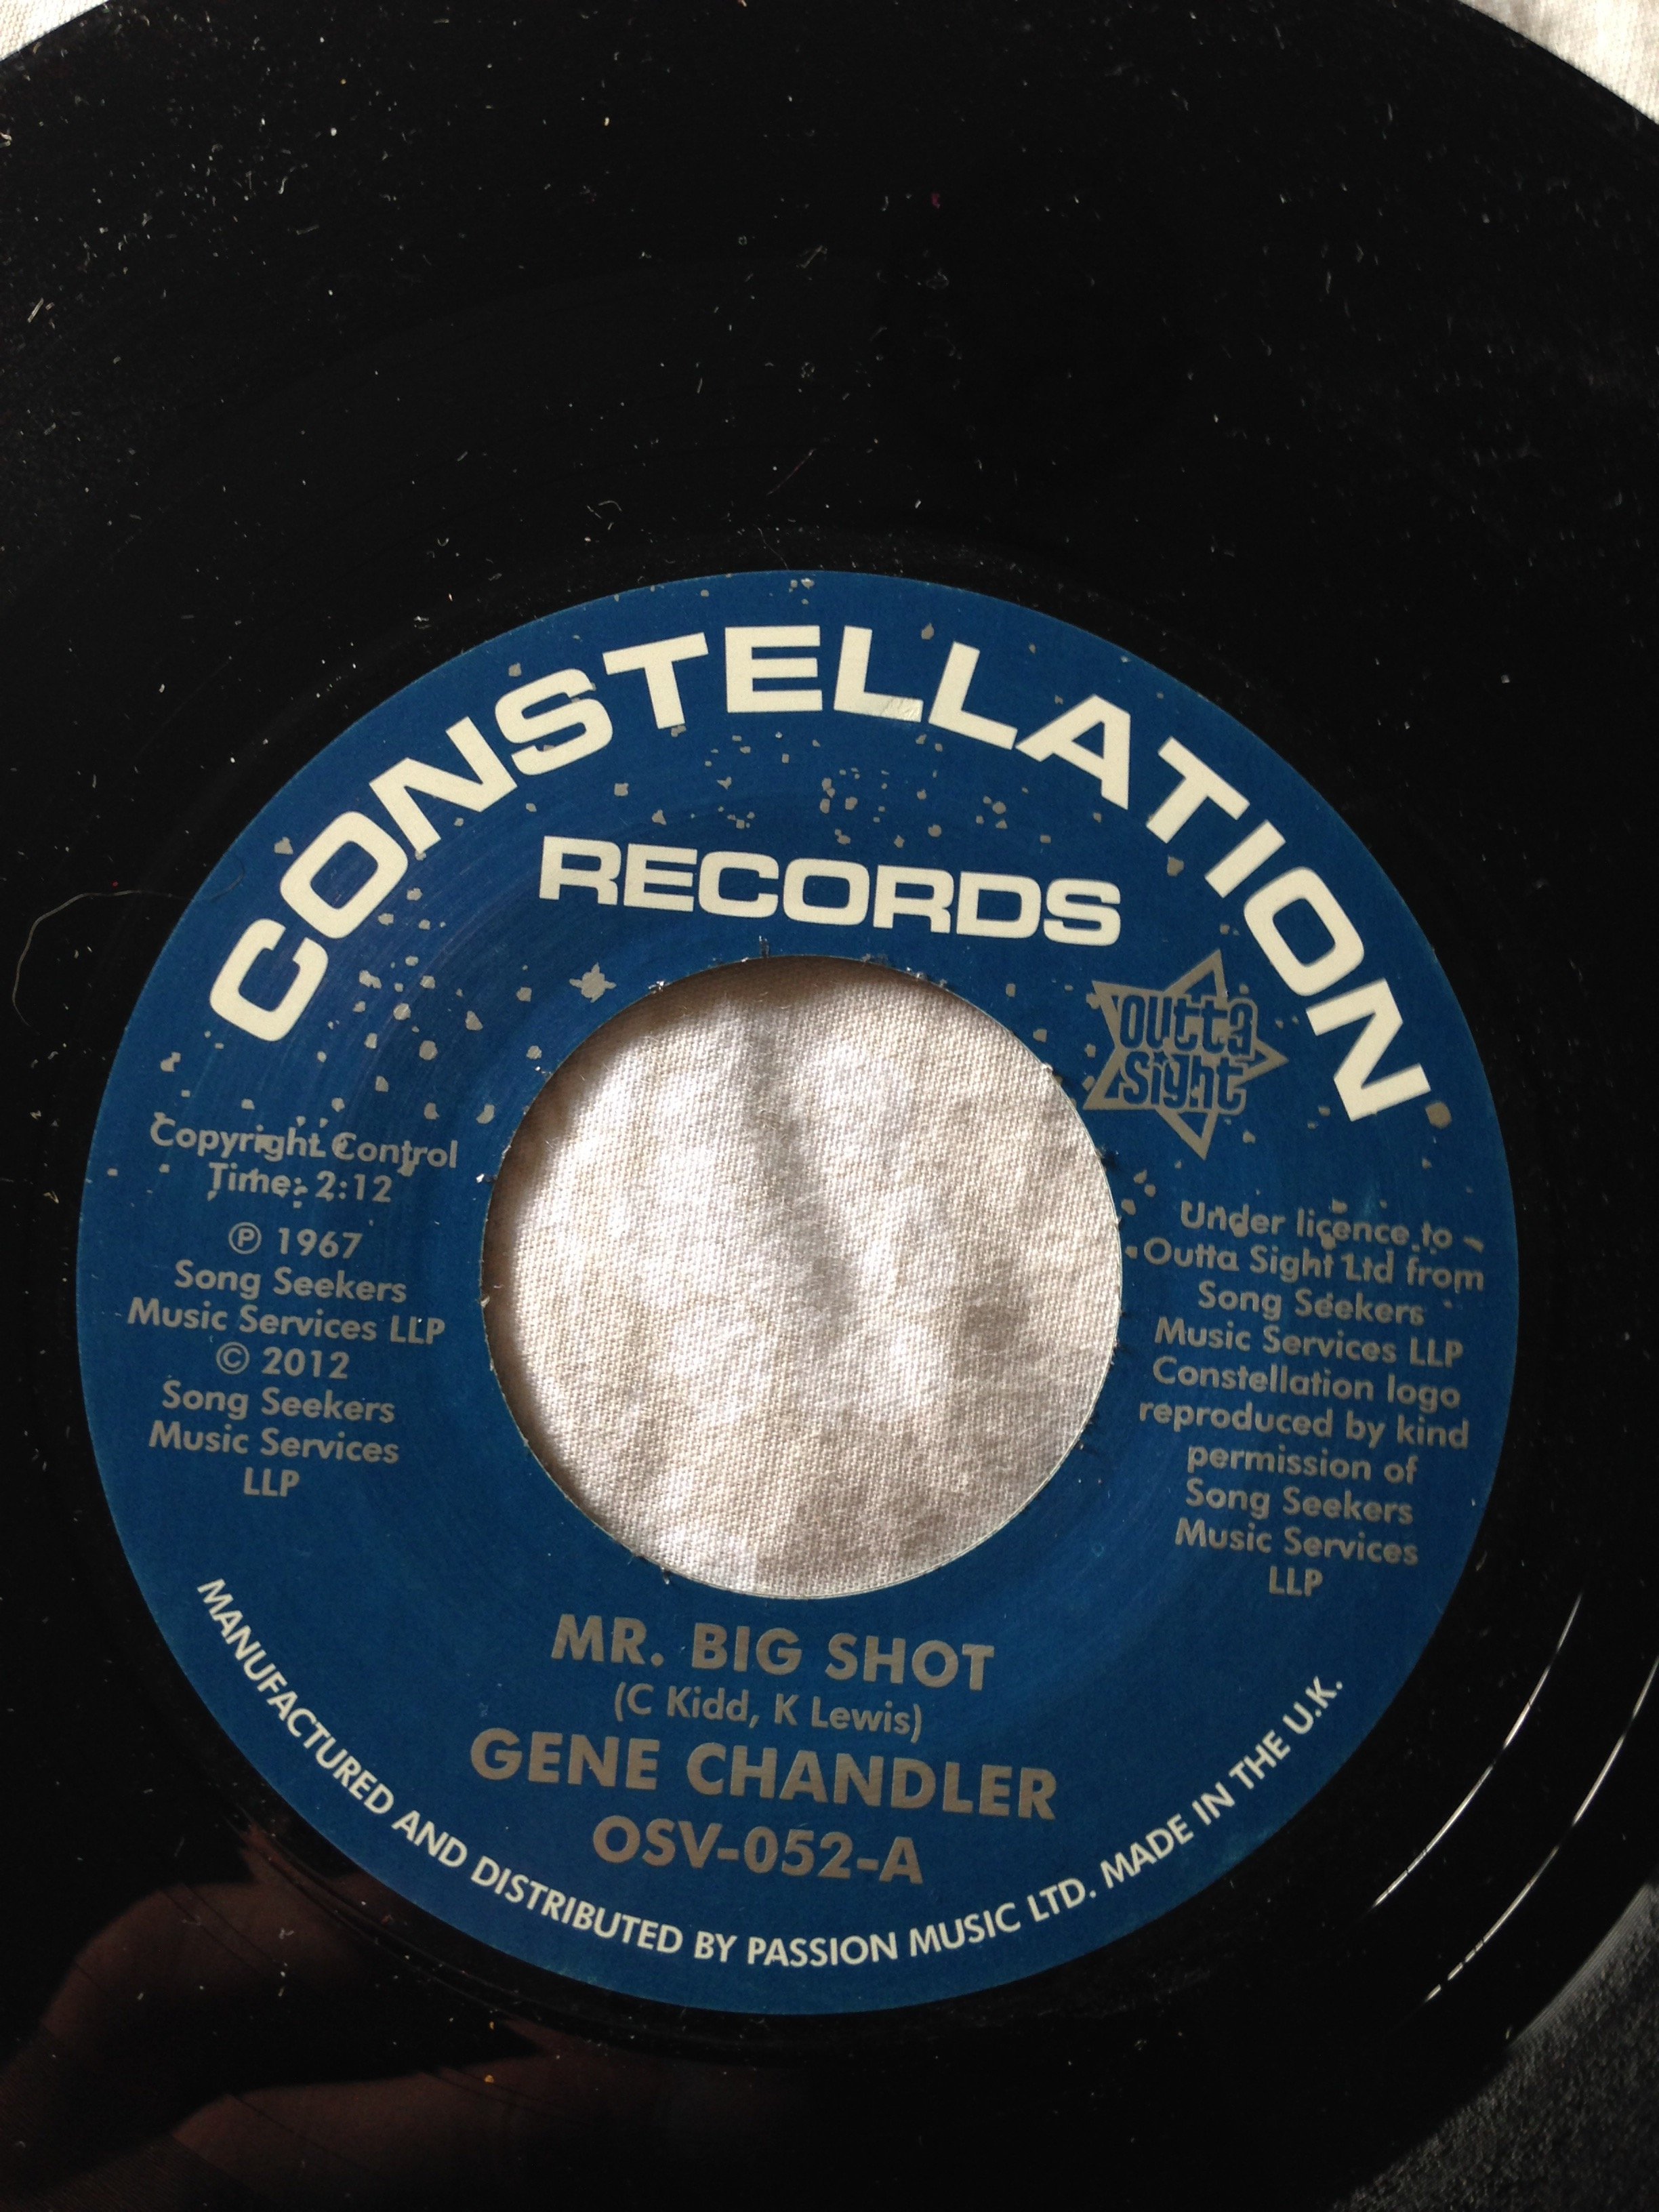 CONSTELLATION
RECORDS
outta
sight
Copyright Control
Time: 2:12
℗ 1967
Song Seekers
Music Services LLP
© 2012
Song Seekers
Music Services
LLP
Under licence to
Outta Sight Ltd from
Song Seekers
Music Services LLP
Constellation logo
reproduced by kind
permission of
Song Seekers
Music Services
LLP
MR. BIG SHOT
(C Kidd, K Lewis)
GENE CHANDLER
OSV-052-A
MANUFACTURED AND DISTRIBUTED BY PASSION MUSIC LTD. MADE IN THE U.K.